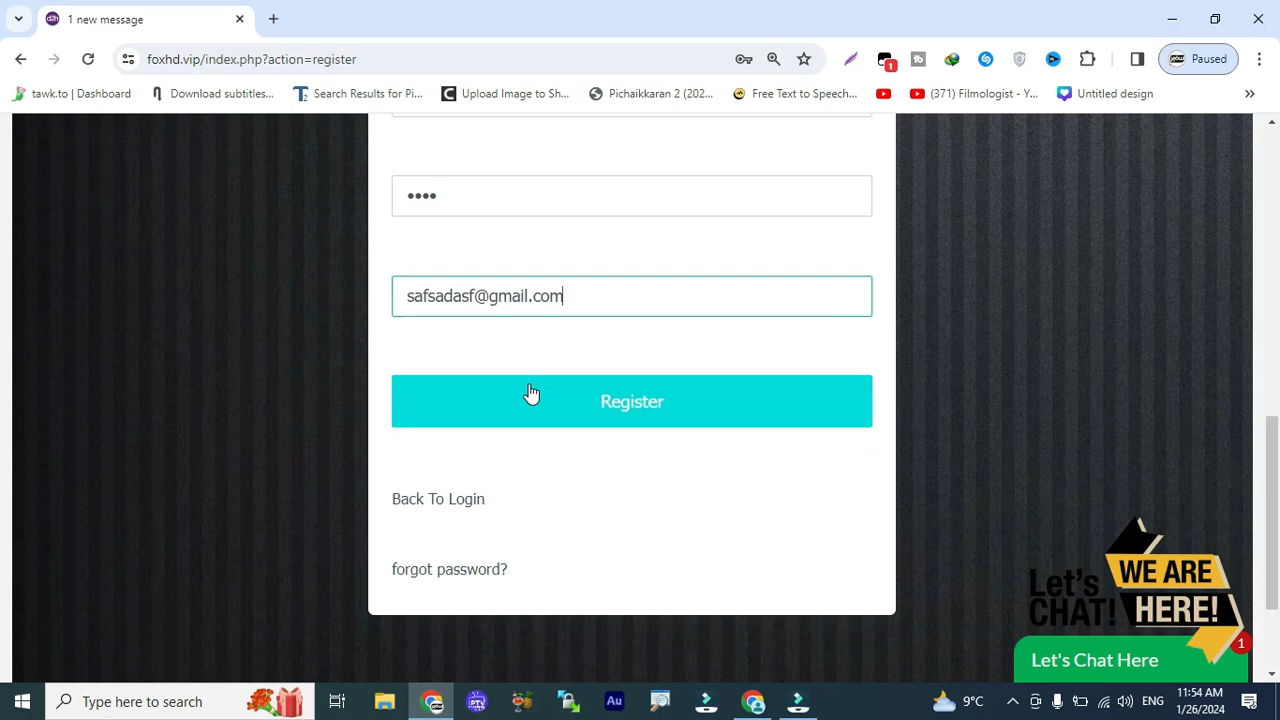 1 new message
foxhd.vip/index.php?action=register
1
Paused
tawk.to | Dashboard
Download subtitles...
Search Results for Pi...
Upload Image to Sh...
Pichaikkaran 2 (202...
Free Text to Speech...
(371) Filmologist - Y...
Untitled design
»
••••
safsadasf@gmail.com
Register
Back To Login
forgot password?
Let's CHAT!
WE ARE HERE!
1
Let's Chat Here
Type here to search
Au
9°C
ENG
11:54 AM
1/26/2024